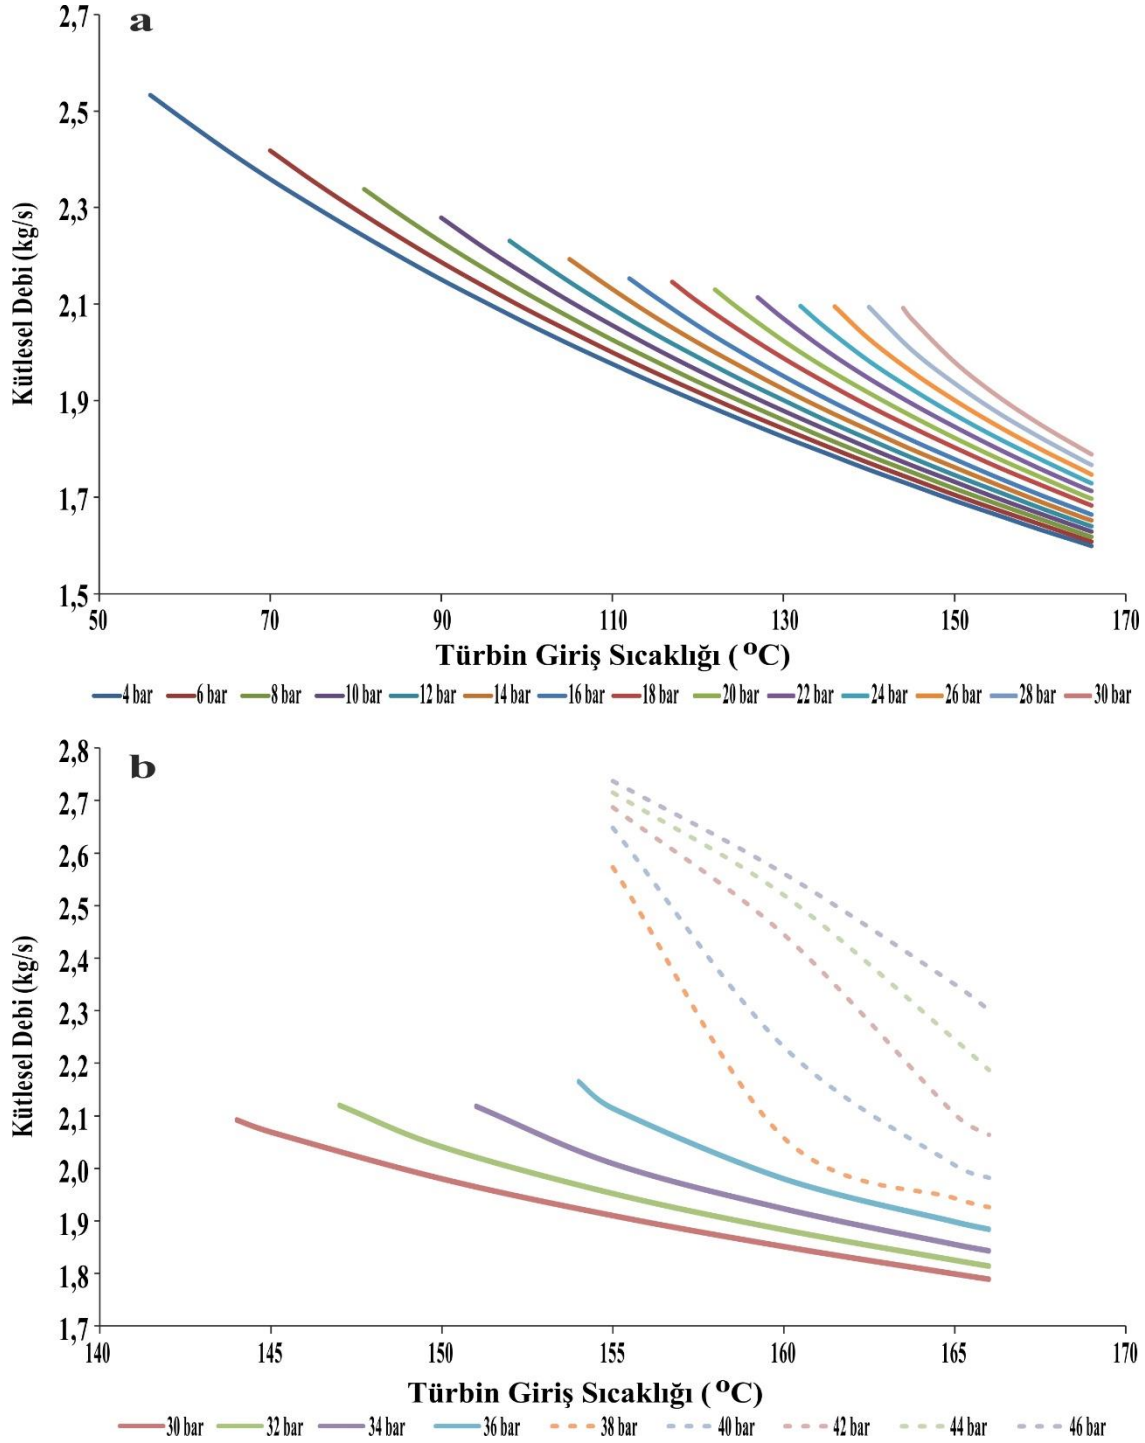 a
2,7
2,5
2,3
2,1
1,9
1,7
1,5
Kütlesel Debi (kg/s)
50 70 90 110 130 150 170
Türbin Giriş Sıcaklığı (°C)
4 bar 6 bar 8 bar 10 bar 12 bar 14 bar 16 bar 18 bar 20 bar 22 bar 24 bar 26 bar 28 bar 30 bar
b
2,8
2,7
2,6
2,5
2,4
2,3
2,2
2,1
2,0
1,9
1,8
1,7
Kütlesel Debi (kg/s)
140 145 150 155 160 165 170
Türbin Giriş Sıcaklığı (°C)
30 bar 32 bar 34 bar 36 bar 38 bar 40 bar 42 bar 44 bar 46 bar